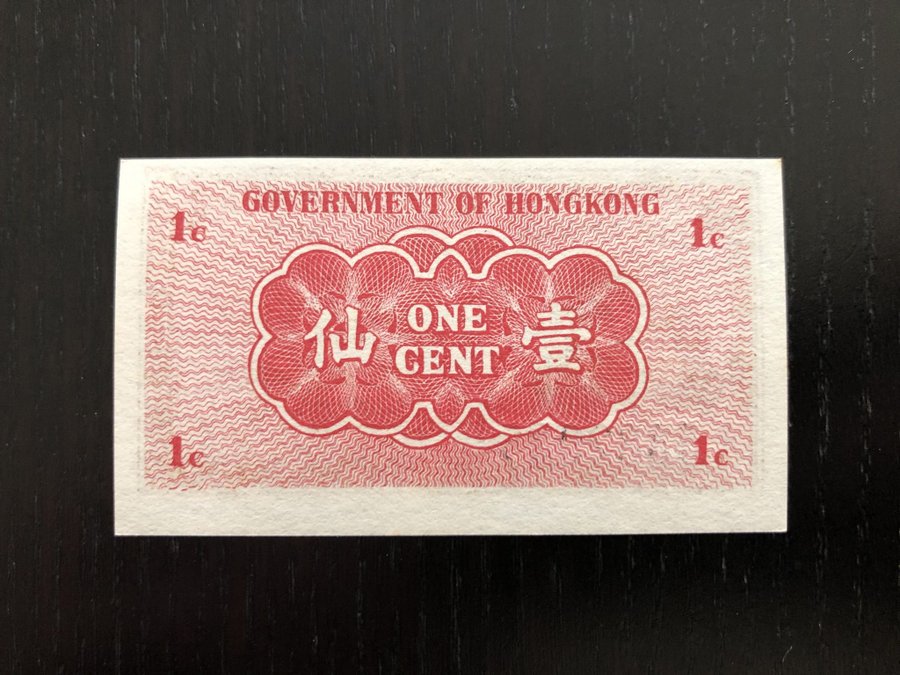 GOVERNMENT OF HONGKONG
1c 1c
仙 ONE CENT 壹
1c 1c